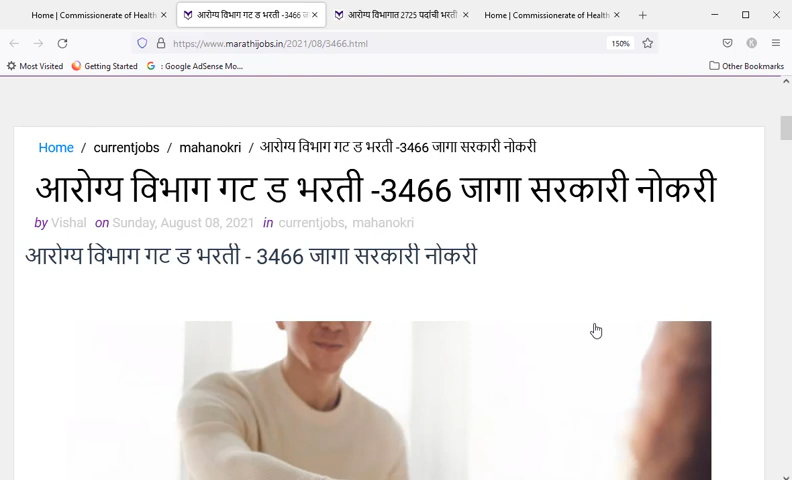 Home | Commissionerate of Health
आरोग्य विभाग गट ड भरती -3466
आरोग्य विभागात 2725 पदांची भरती
Home | Commissionerate of Health
https://www.marathijobs.in/2021/08/3466.html
150%
K
Most Visited
Getting Started
G : Google AdSense Mo...
Other Bookmarks
Home / currentjobs / mahanokri / आरोग्य विभाग गट ड भरती -3466 जागा सरकारी नोकरी
आरोग्य विभाग गट ड भरती -3466 जागा सरकारी नोकरी
by Vishal on Sunday, August 08, 2021 in currentjobs, mahanokri
आरोग्य विभाग गट ड भरती - 3466 जागा सरकारी नोकरी